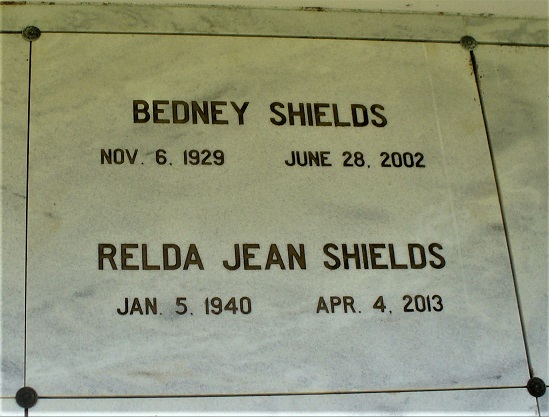 BEDNEY SHIELDS
NOV. 6. 1929 JUNE 28. 2002
RELDA JEAN SHIELDS
JAN. 5. 1940 APR. 4. 2013